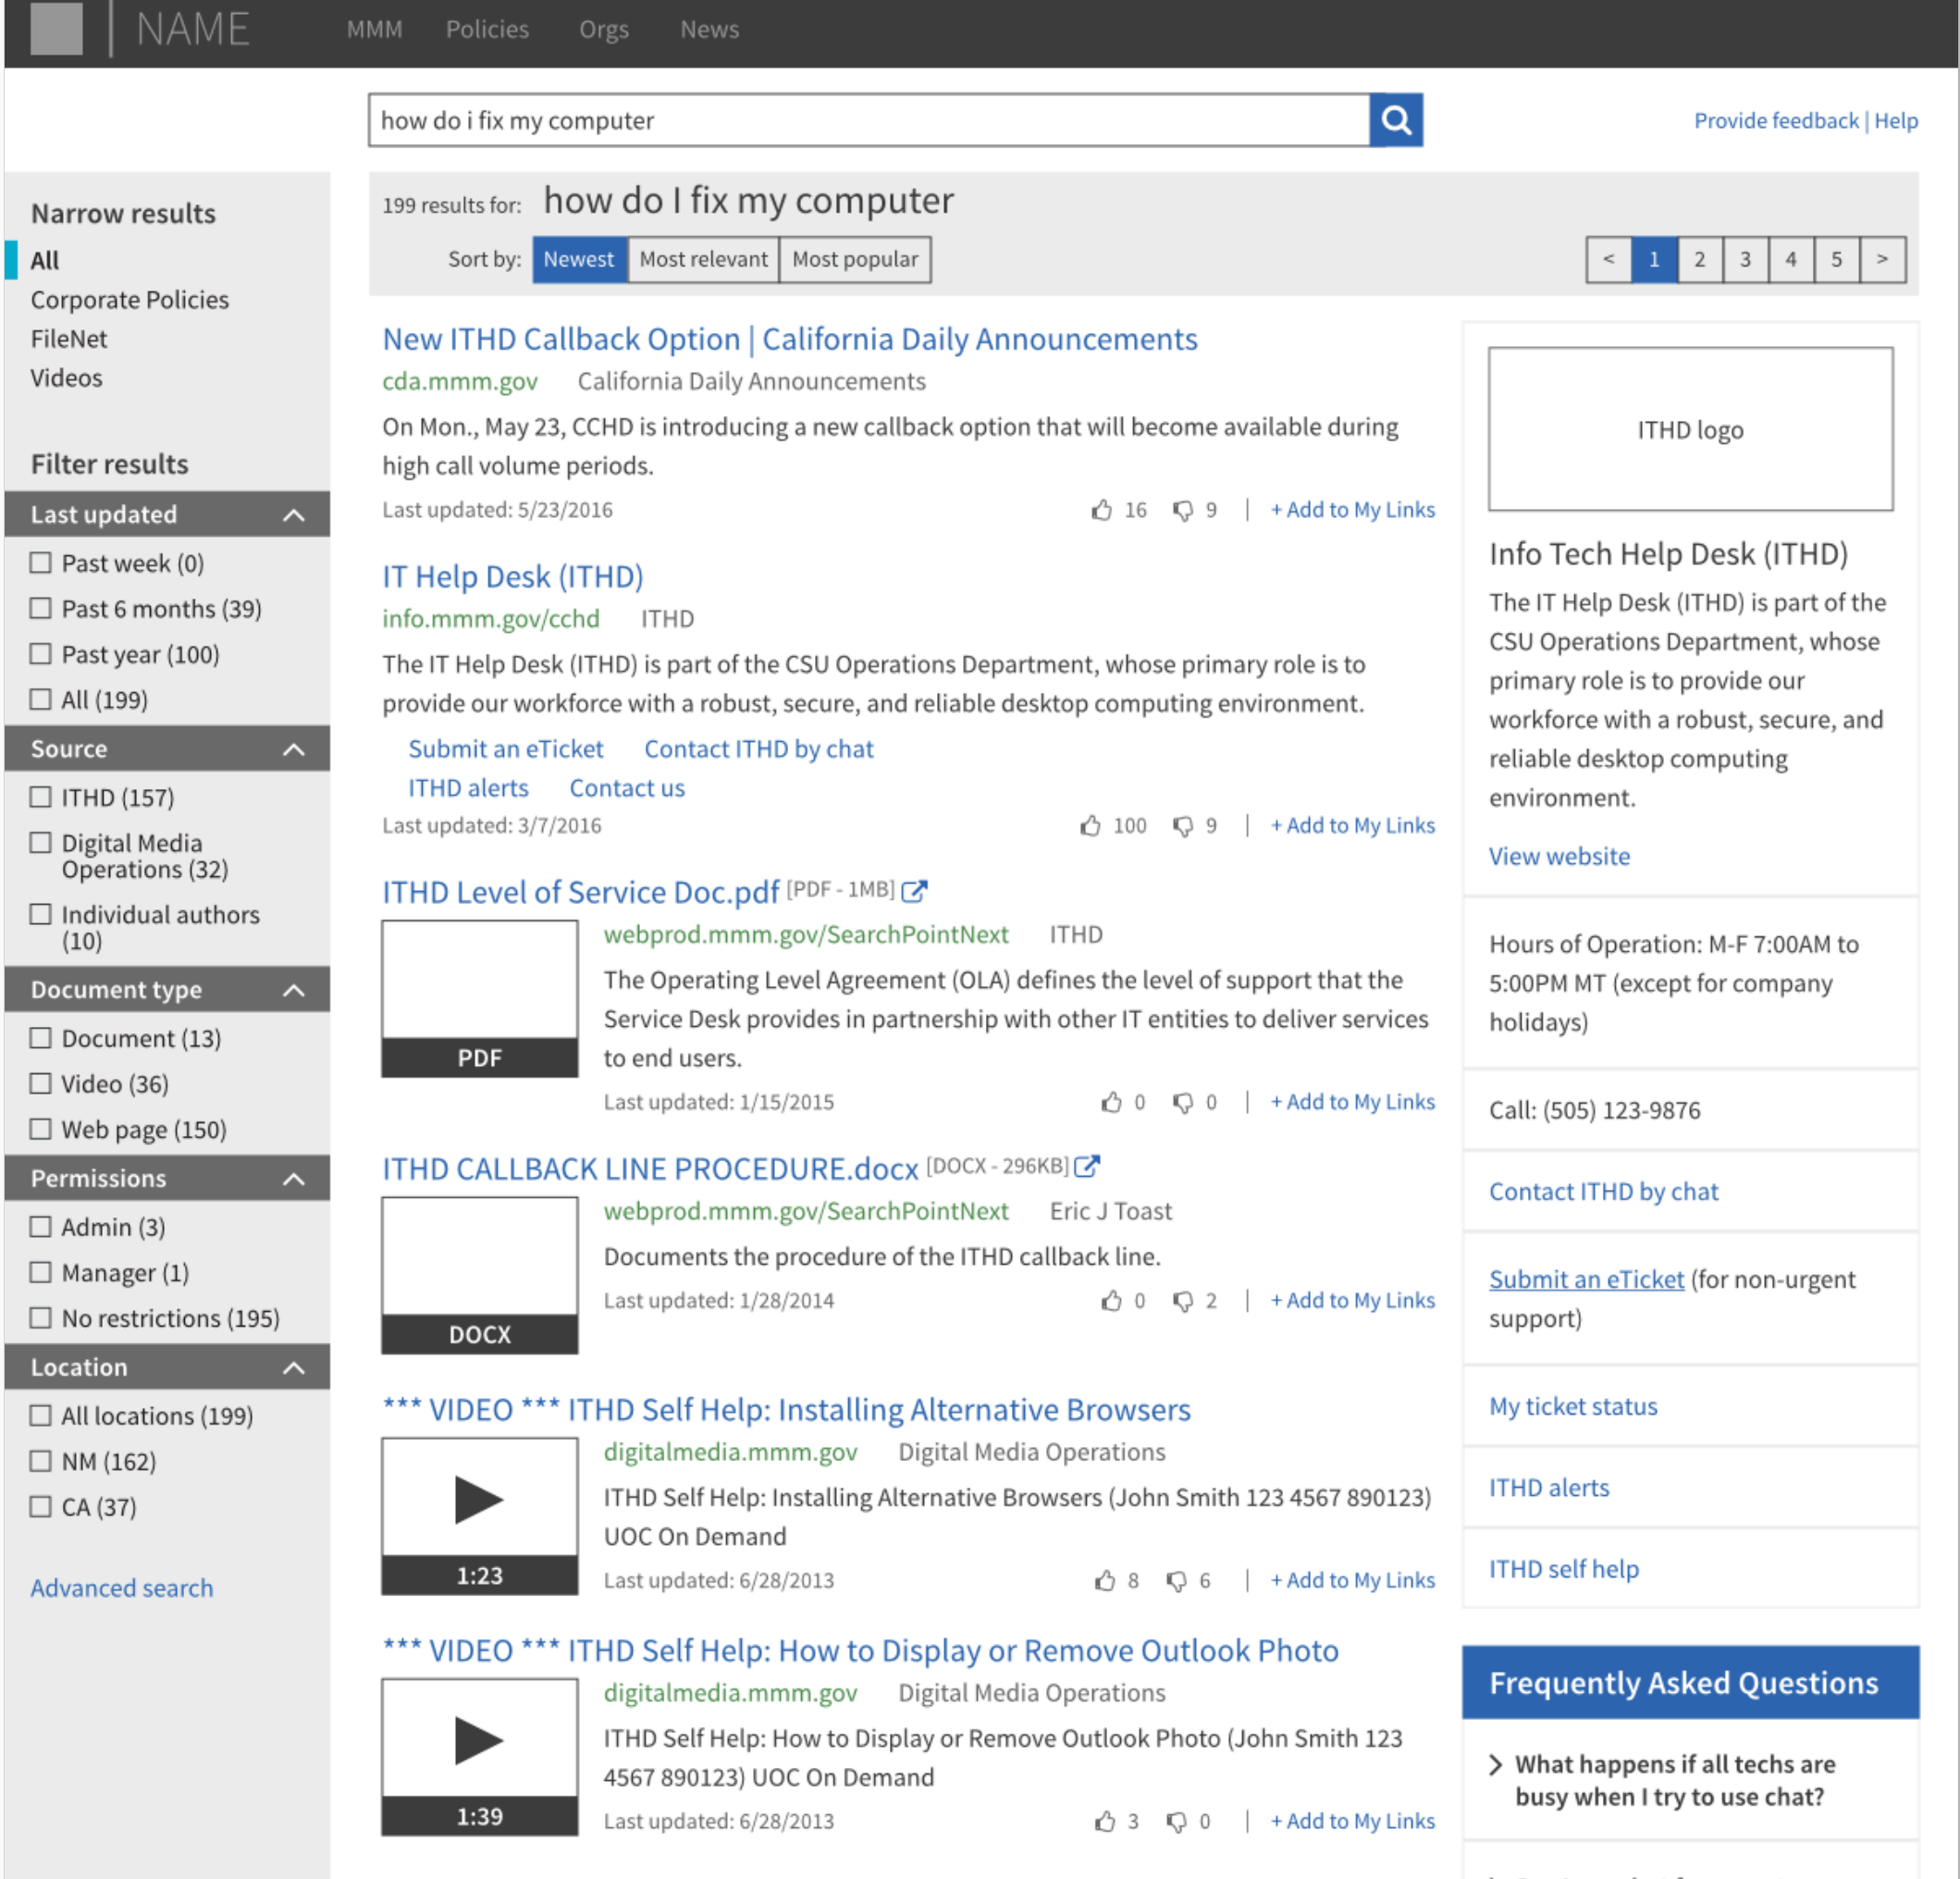 NAME
MMM Policies Orgs News
how do i fix my computer
Provide feedback | Help
Narrow results
All
Corporate Policies
FileNet
Videos
Filter results
Last updated
Past week (0)
Past 6 months (39)
Past year (100)
All (199)
Source
ITHD (157)
Digital Media
Operations (32)
Individual authors
(10)
Document type
Document (13)
Video (36)
Web page (150)
Permissions
Admin (3)
Manager (1)
No restrictions (195)
Location
All locations (199)
NM (162)
CA (37)
Advanced search
199 results for: how do I fix my computer
Sort by: Newest Most relevant Most popular
< 1 2 3 4 5 >
New ITHD Callback Option | California Daily Announcements
cda.mmm.gov California Daily Announcements
On Mon., May 23, CCHD is introducing a new callback option that will become available during
high call volume periods.
Last updated: 5/23/2016 16 9 | + Add to My Links
IT Help Desk (ITHD)
info.mmm.gov/cchd ITHD
The IT Help Desk (ITHD) is part of the CSU Operations Department, whose primary role is to
provide our workforce with a robust, secure, and reliable desktop computing environment.
Submit an eTicket Contact ITHD by chat
ITHD alerts Contact us
Last updated: 3/7/2016 100 9 | + Add to My Links
ITHD Level of Service Doc.pdf [PDF - 1MB]
webprod.mmm.gov/SearchPointNext ITHD
The Operating Level Agreement (OLA) defines the level of support that the
Service Desk provides in partnership with other IT entities to deliver services
to end users.
PDF
Last updated: 1/15/2015 0 0 | + Add to My Links
ITHD CALLBACK LINE PROCEDURE.docx [DOCX - 296KB]
webprod.mmm.gov/SearchPointNext Eric J Toast
Documents the procedure of the ITHD callback line.
Last updated: 1/28/2014 0 2 | + Add to My Links
DOCX
*** VIDEO *** ITHD Self Help: Installing Alternative Browsers
digitalmedia.mmm.gov Digital Media Operations
ITHD Self Help: Installing Alternative Browsers (John Smith 123 4567 890123)
UOC On Demand
1:23
Last updated: 6/28/2013 8 6 | + Add to My Links
*** VIDEO *** ITHD Self Help: How to Display or Remove Outlook Photo
digitalmedia.mmm.gov Digital Media Operations
ITHD Self Help: How to Display or Remove Outlook Photo (John Smith 123
4567 890123) UOC On Demand
1:39
Last updated: 6/28/2013 3 0 | + Add to My Links
ITHD logo
Info Tech Help Desk (ITHD)
The IT Help Desk (ITHD) is part of the
CSU Operations Department, whose
primary role is to provide our
workforce with a robust, secure, and
reliable desktop computing
environment.
View website
Hours of Operation: M-F 7:00AM to
5:00PM MT (except for company
holidays)
Call: (505) 123-9876
Contact ITHD by chat
Submit an eTicket (for non-urgent
support)
My ticket status
ITHD alerts
ITHD self help
Frequently Asked Questions
What happens if all techs are
busy when I try to use chat?